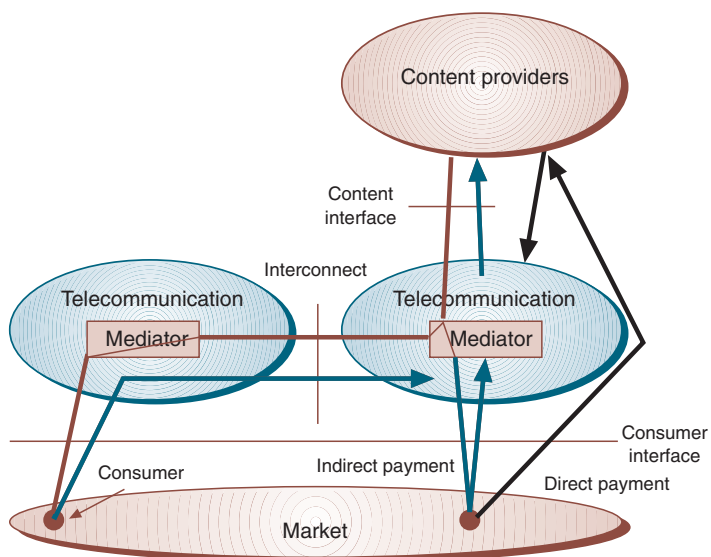 Content providers
Content
interface
Interconnect
Telecommunication
Telecommunication
Mediator
Mediator
Consumer
interface
Consumer
Indirect payment
Direct payment
Market